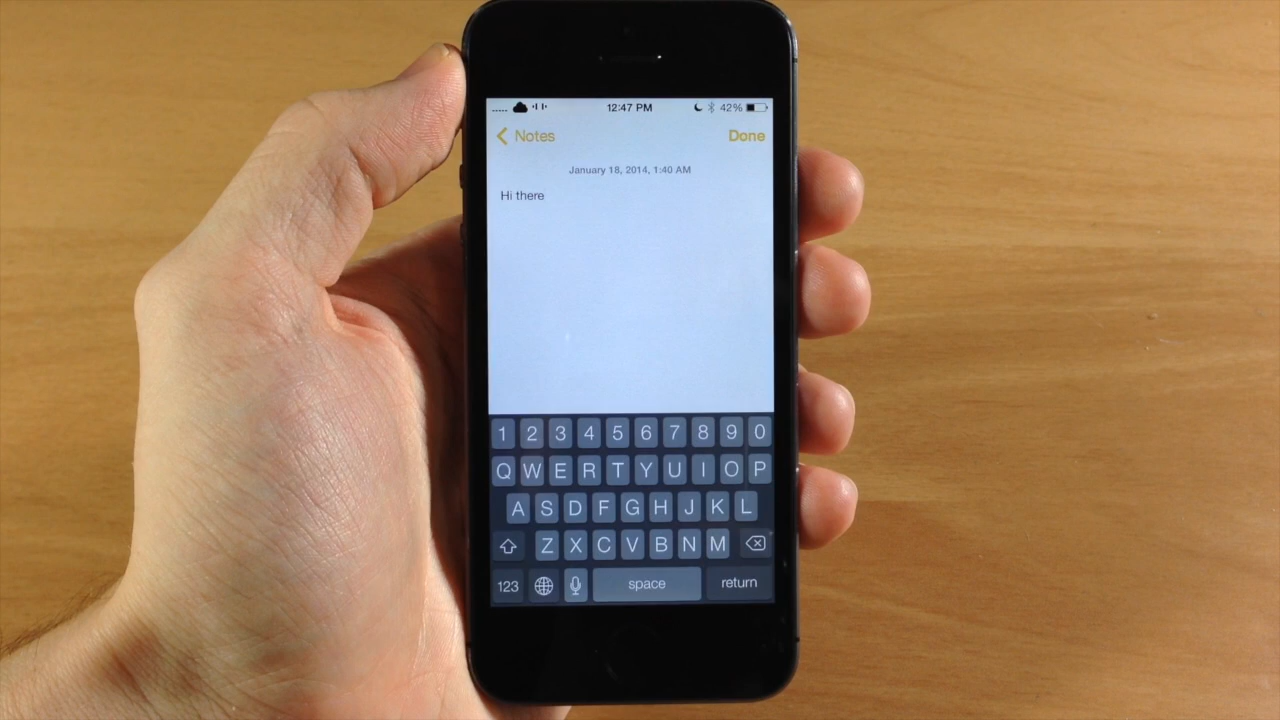 12:47 PM 42%
Notes Done
January 18, 2014, 1:40 AM
Hi there
1 2 3 4 5 6 7 8 9 0
Q W E R T Y U I O P
A S D F G H J K L
Z X C V B N M
123 space return